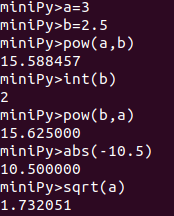 miniPy>a=3
miniPy>b=2.5
miniPy>pow(a,b)
15.588457
miniPy>int(b)
2
miniPy>pow(b,a)
15.625000
miniPy>abs(-10.5)
10.500000
miniPy>sqrt(a)
1.732051